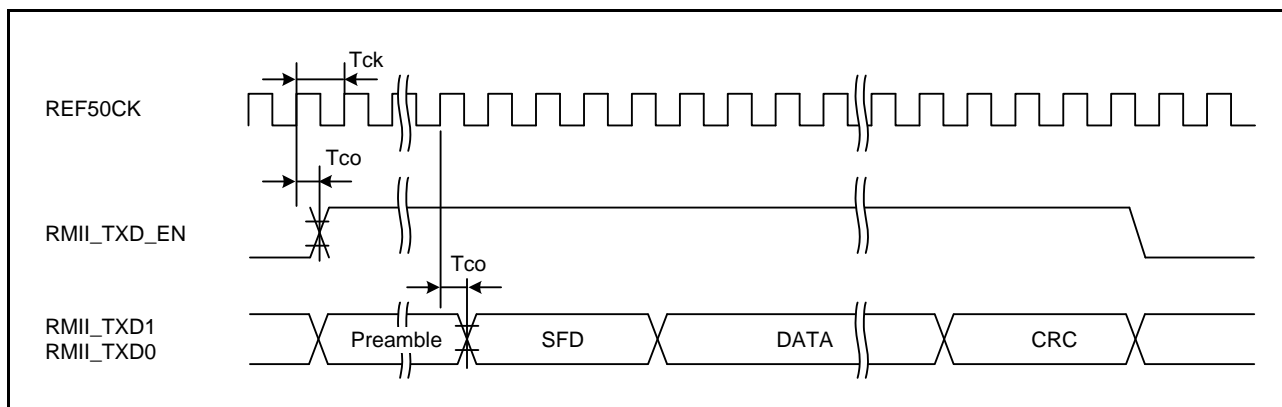 Tck
REF50CK
Tco
RMII_TXD_EN
Tco
RMII_TXD1
RMII_TXD0
Preamble
SFD
DATA
CRC